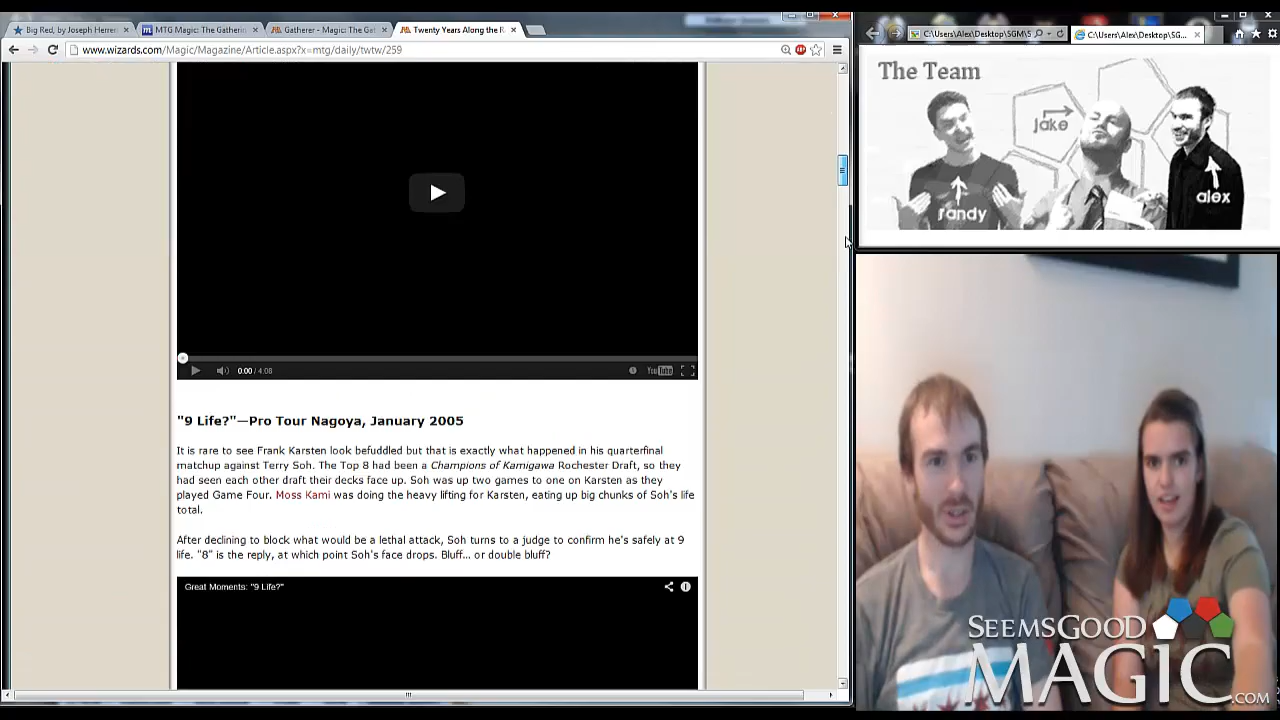 Big Red, by Joseph Herrer
MTG Magic: The Gatherin
Gatherer - Magic: The Gat
Twenty Years Along the R
www.wizards.com/Magic/Magazine/Article.aspx?x=mtg/daily/twtw/259
0:00 / 4:08
YouTube
"9 Life?"—Pro Tour Nagoya, January 2005
It is rare to see Frank Karsten look befuddled but that is exactly what happened in his quarterfinal
matchup against Terry Soh. The Top 8 had been a Champions of Kamigawa Rochester Draft, so they
had seen each other draft their decks face up. Soh was up two games to one on Karsten as they
played Game Four. Moss Kami was doing the heavy lifting for Karsten, eating up big chunks of Soh's life
total.
After declining to block what would be a lethal attack, Soh turns to a judge to confirm he's safely at 9
life. "8" is the reply, at which point Soh's face drops. Bluff... or double bluff?
Great Moments: "9 Life?"
C:\Users\Alex\Desktop\SGM\S
C:\Users\Alex\Desktop\SG...
The Team
jake
randy
alex
SEEMSGOOD
MAGIC.COM